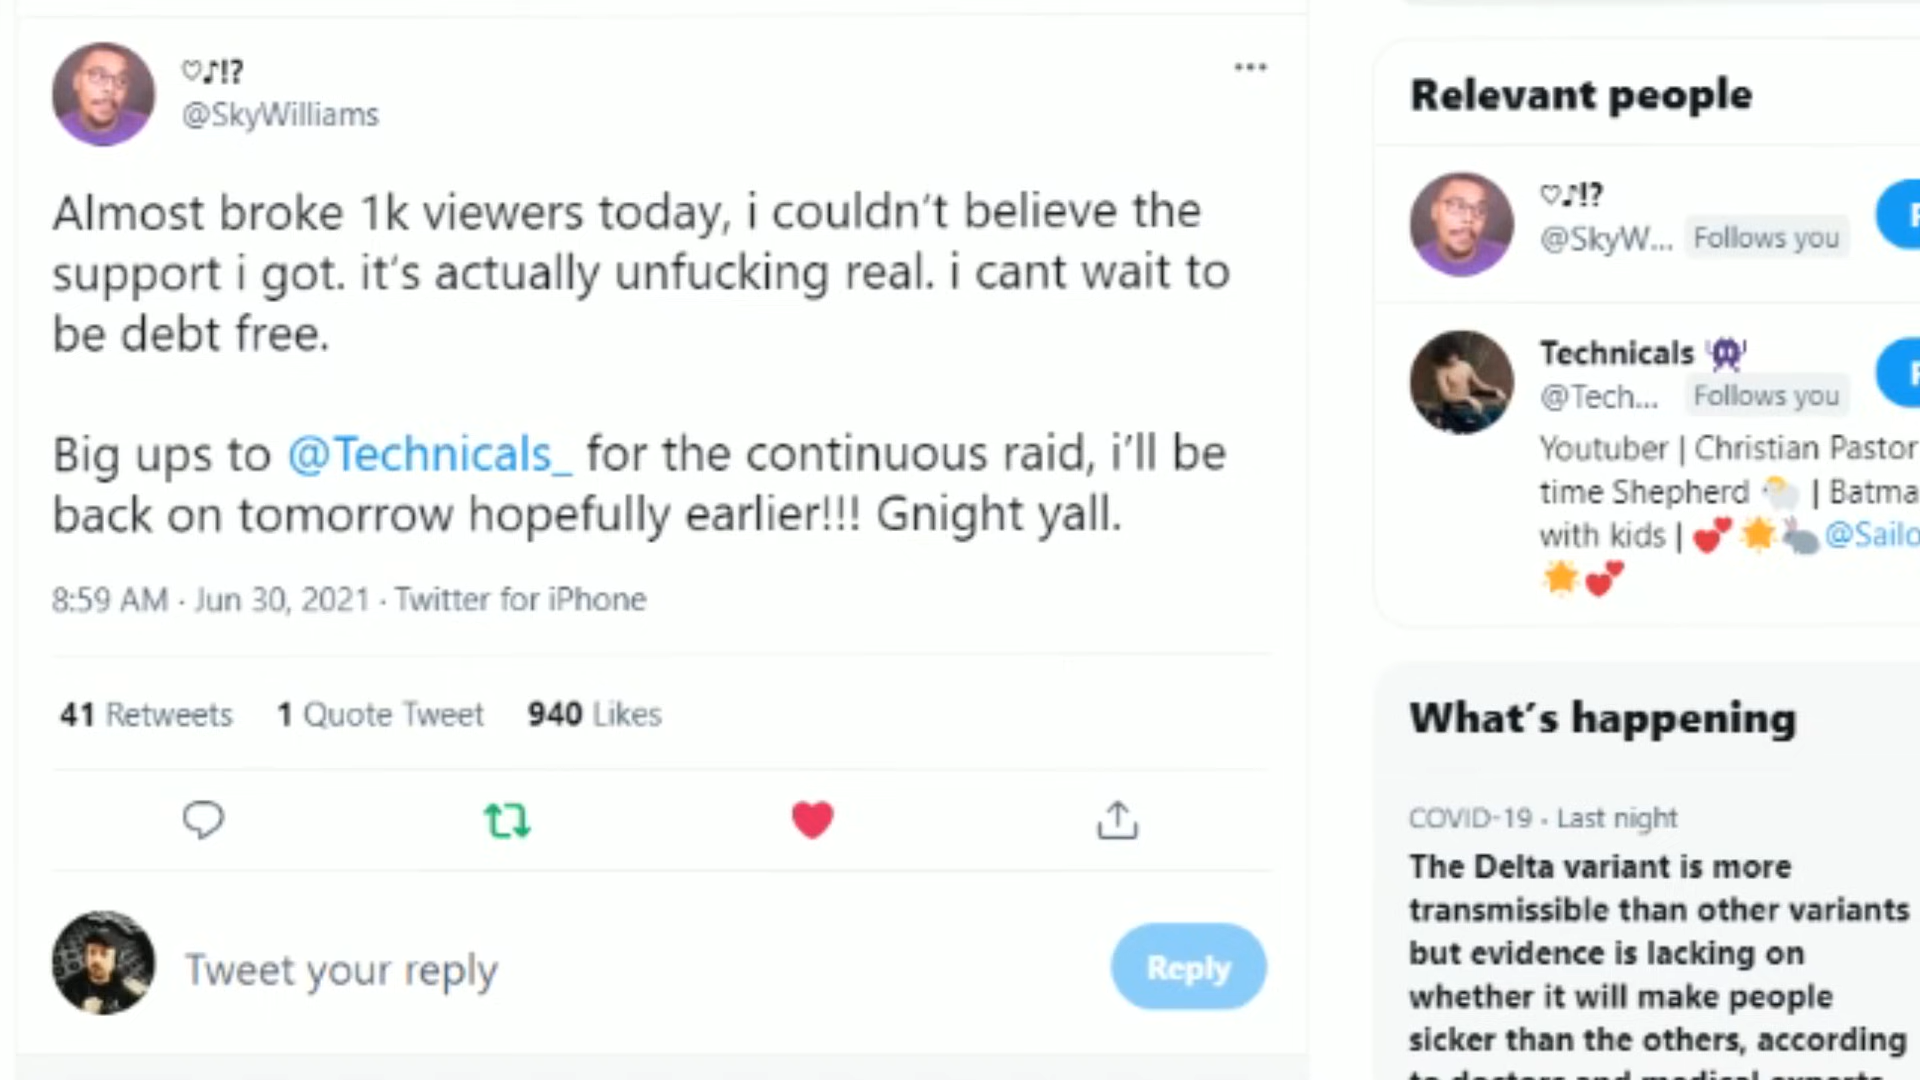 ♡♪!?
@SkyWilliams
Almost broke 1k viewers today, i couldn't believe the
support i got. it's actually unfucking real. i cant wait to
be debt free.
Big ups to @Technicals_ for the continuous raid, i'll be
back on tomorrow hopefully earlier!!! Gnight yall.
8:59 AM · Jun 30, 2021 · Twitter for iPhone
41 Retweets 1 Quote Tweet 940 Likes
Tweet your reply
Reply
Relevant people
♡♪!?
@SkyW... Follows you
Technicals
@Tech... Follows you
Youtuber | Christian Pastor
time Shepherd 🐑 | Batma
with kids | 💕🌟🐇@Sailo
🌟💕
What's happening
COVID-19 · Last night
The Delta variant is more
transmissible than other variants
but evidence is lacking on
whether it will make people
sicker than the others, according
to doctors and medical experts